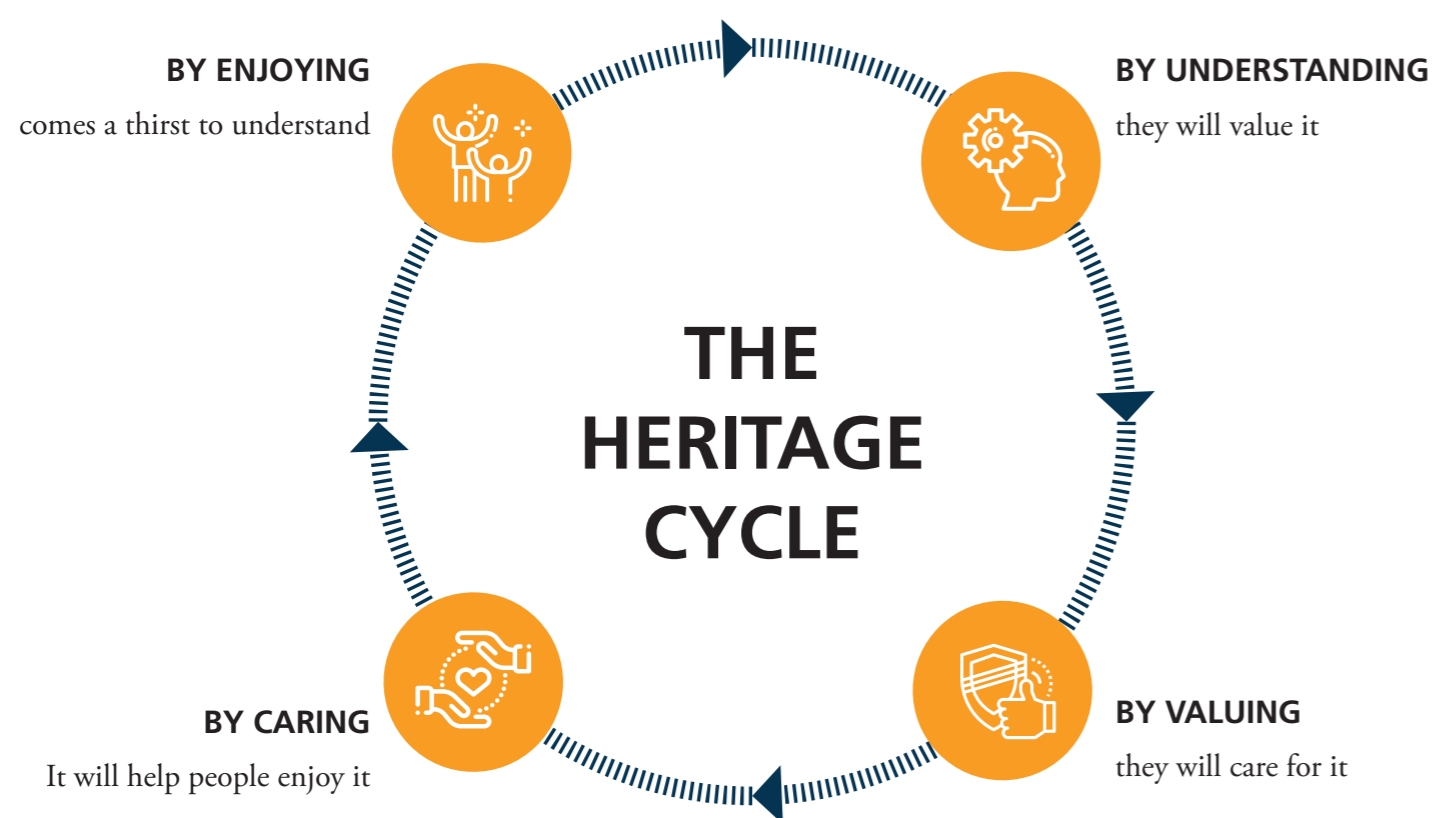 BY ENJOYING
comes a thirst to understand
BY UNDERSTANDING
they will value it
THE
HERITAGE
CYCLE
BY CARING
It will help people enjoy it
BY VALUING
they will care for it